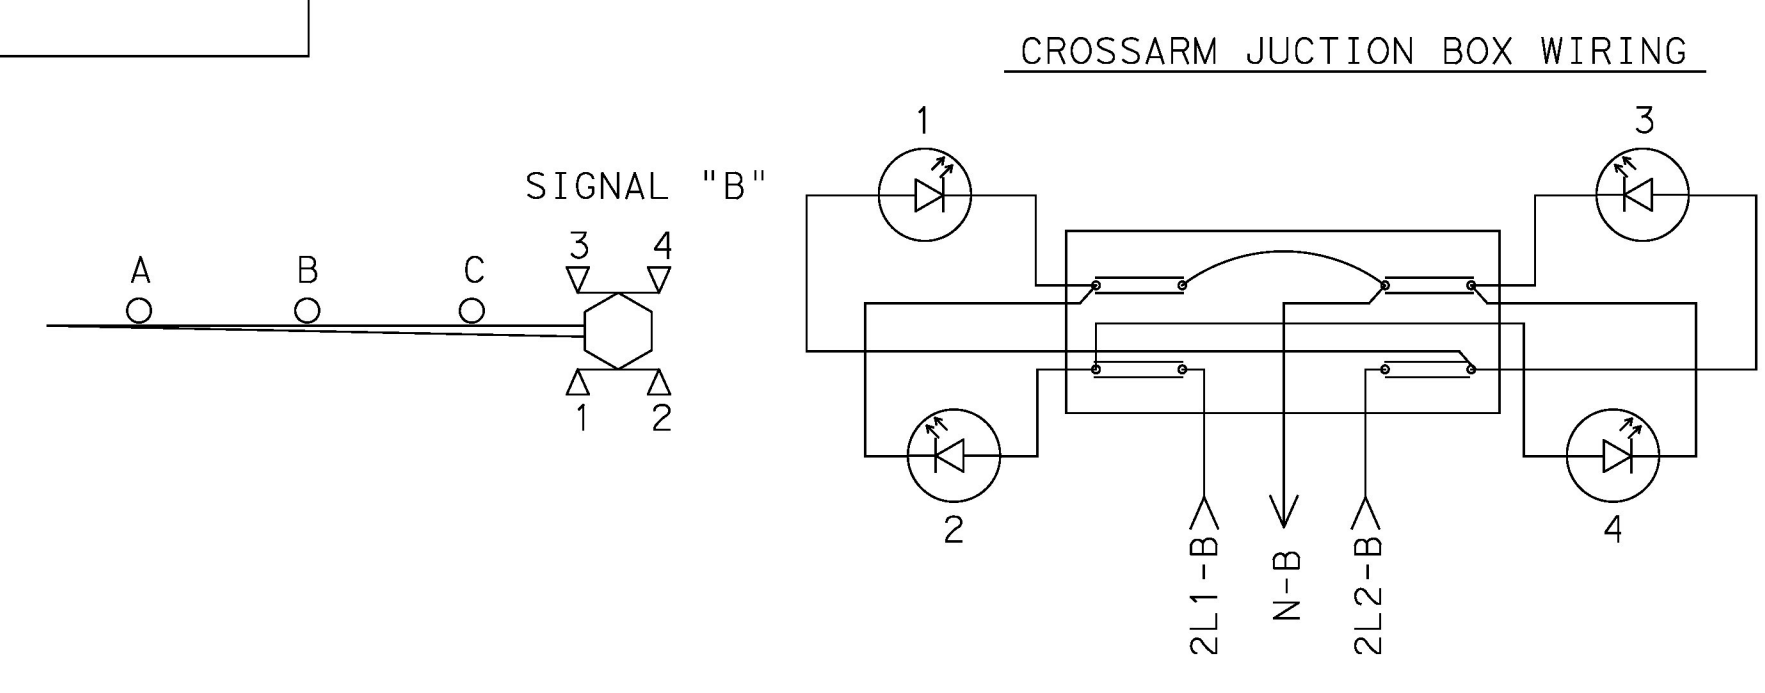 CROSSARM JUCTION BOX WIRING
SIGNAL "B"
A
B
C
3
4
1
2
1
3
2
4
2L1-B
N-B
2L2-B